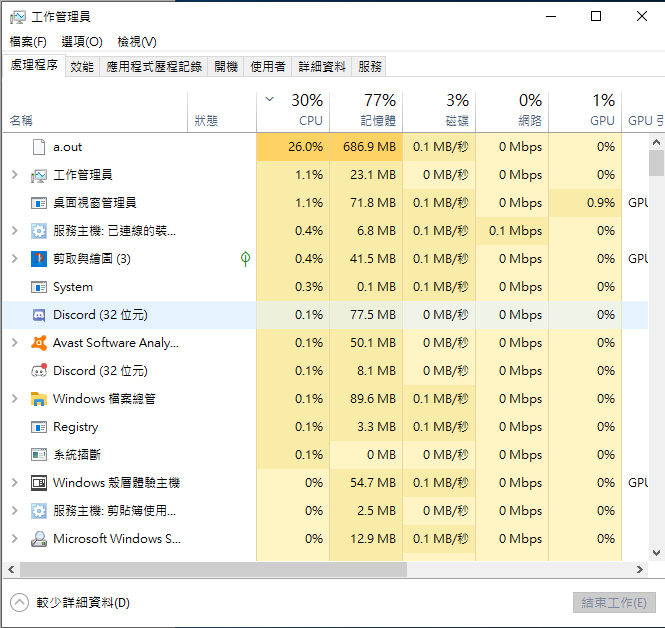 工作管理員
檔案(F) 選項(O) 檢視(V)
處理程序 效能 應用程式歷程記錄 開機 使用者 詳細資料 服務
30% 77% 3% 0% 1%
名稱 狀態 CPU 記憶體 磁碟 網路 GPU GPU 引
a.out 26.0% 686.9 MB 0.1 MB/秒 0 Mbps 0%
工作管理員 1.1% 23.1 MB 0 MB/秒 0 Mbps 0%
桌面視窗管理員 1.1% 71.8 MB 0.1 MB/秒 0 Mbps 0.9% GPU
服務主機: 已連線的裝... 0.4% 6.8 MB 0.1 MB/秒 0.1 Mbps 0%
剪取與繪圖 (3) 0.4% 41.5 MB 0.1 MB/秒 0 Mbps 0% GPU
System 0.3% 0.1 MB 0.1 MB/秒 0 Mbps 0%
Discord (32 位元) 0.1% 77.5 MB 0 MB/秒 0 Mbps 0%
Avast Software Analy... 0.1% 50.1 MB 0 MB/秒 0 Mbps 0%
Discord (32 位元) 0.1% 8.1 MB 0 MB/秒 0 Mbps 0%
Windows 檔案總管 0.1% 89.6 MB 0.1 MB/秒 0 Mbps 0%
Registry 0.1% 3.3 MB 0.1 MB/秒 0 Mbps 0%
系統插斷 0.1% 0 MB 0 MB/秒 0 Mbps 0%
Windows 殼層體驗主機 0% 54.7 MB 0.1 MB/秒 0 Mbps 0% GPU
服務主機: 剪貼簿使用... 0% 2.5 MB 0 MB/秒 0 Mbps 0%
Microsoft Windows S... 0% 12.9 MB 0.1 MB/秒 0 Mbps 0%
較少詳細資料(D) 結束工作(E)